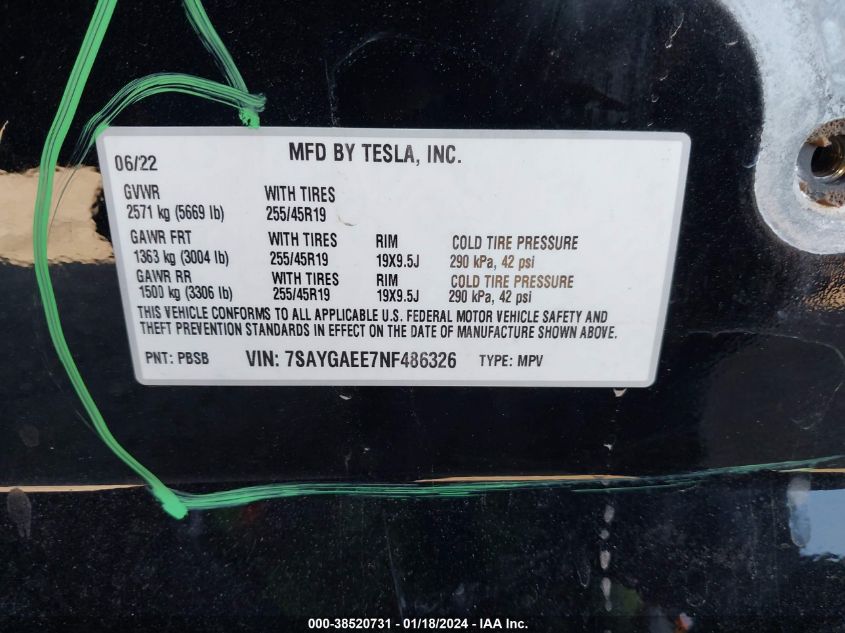 06/22 MFD BY TESLA, INC.
GVWR WITH TIRES
2571 kg (5669 lb) 255/45R19
GAWR FRT WITH TIRES RIM COLD TIRE PRESSURE
1363 kg (3004 lb) 255/45R19 19X9.5J 290 kPa, 42 psi
GAWR RR WITH TIRES RIM COLD TIRE PRESSURE
1500 kg (3306 lb) 255/45R19 19X9.5J 290 kPa, 42 psi
THIS VEHICLE CONFORMS TO ALL APPLICABLE U.S. FEDERAL MOTOR VEHICLE SAFETY AND
THEFT PREVENTION STANDARDS IN EFFECT ON THE DATE OF MANUFACTURE SHOWN ABOVE.
PNT: PBSB VIN: 7SAYGAEE7NF486326 TYPE: MPV
000-38520731 - 01/18/2024 - IAA Inc.